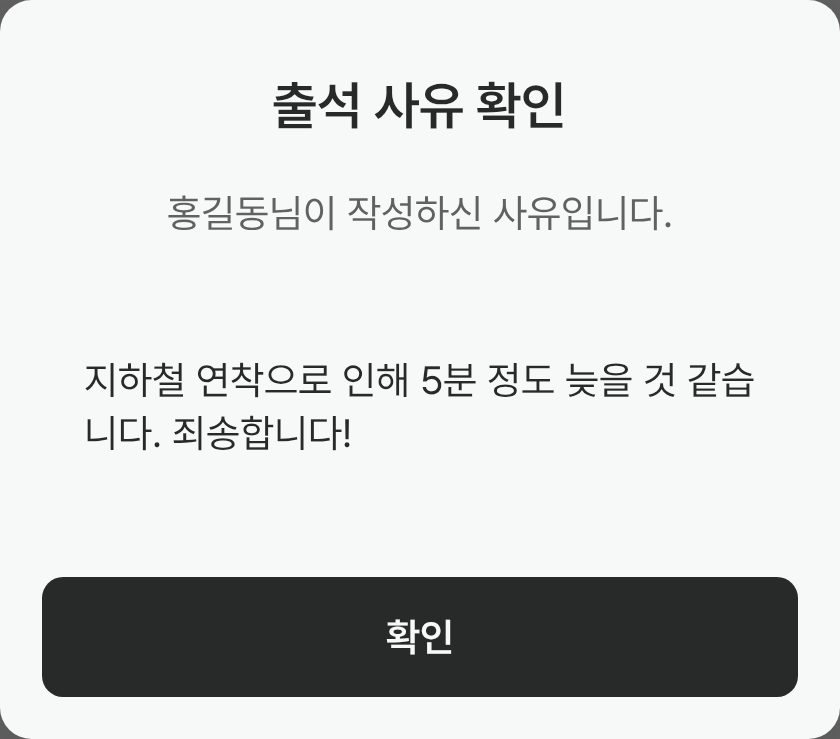 출석 사유 확인
홍길동님이 작성하신 사유입니다.
지하철 연착으로 인해 5분 정도 늦을 것 같습
니다. 죄송합니다!
확인